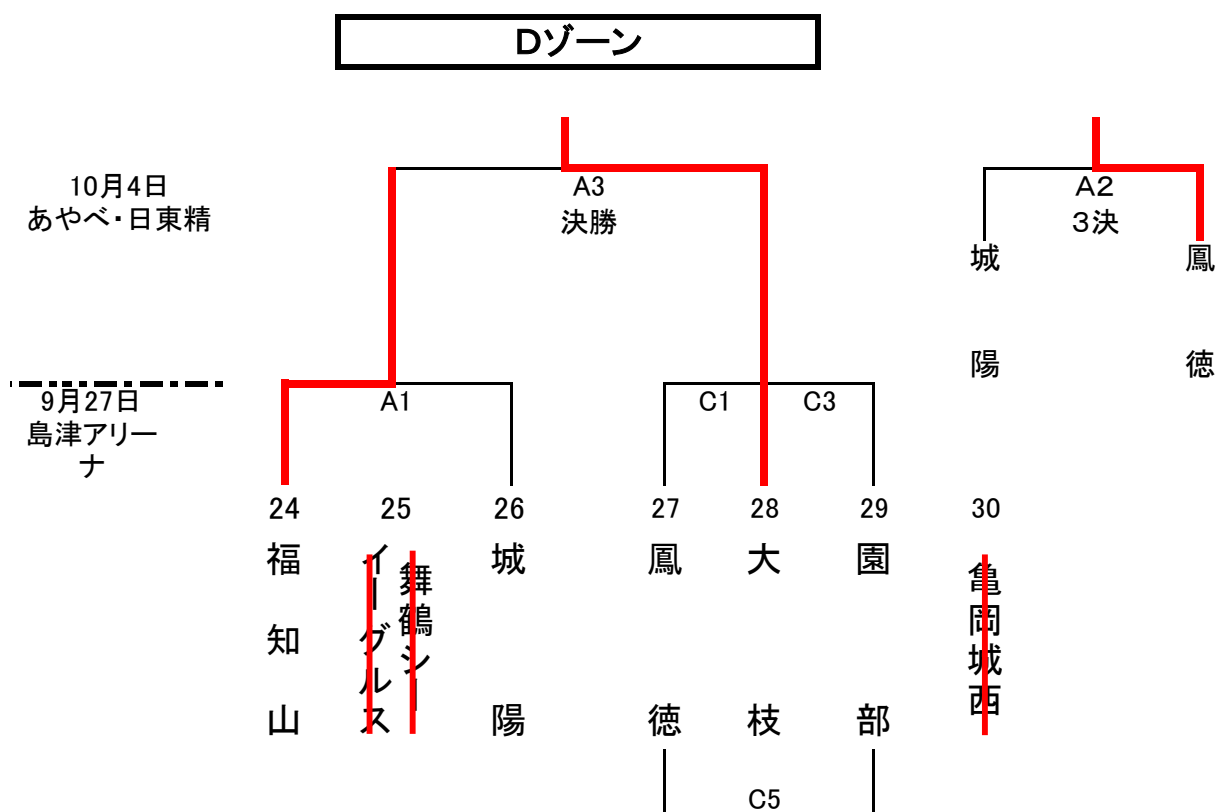 Dゾーン
10月4日
あやべ・日東精
A3
決勝
A2
3決
城陽
鳳徳
9月27日
島津アリー
ナ
A1
C1
C3
24
25
26
27
28
29
30
福知山
舞鶴シー
イーグルス
城陽
鳳徳
大枝
園部
亀岡城西
C5